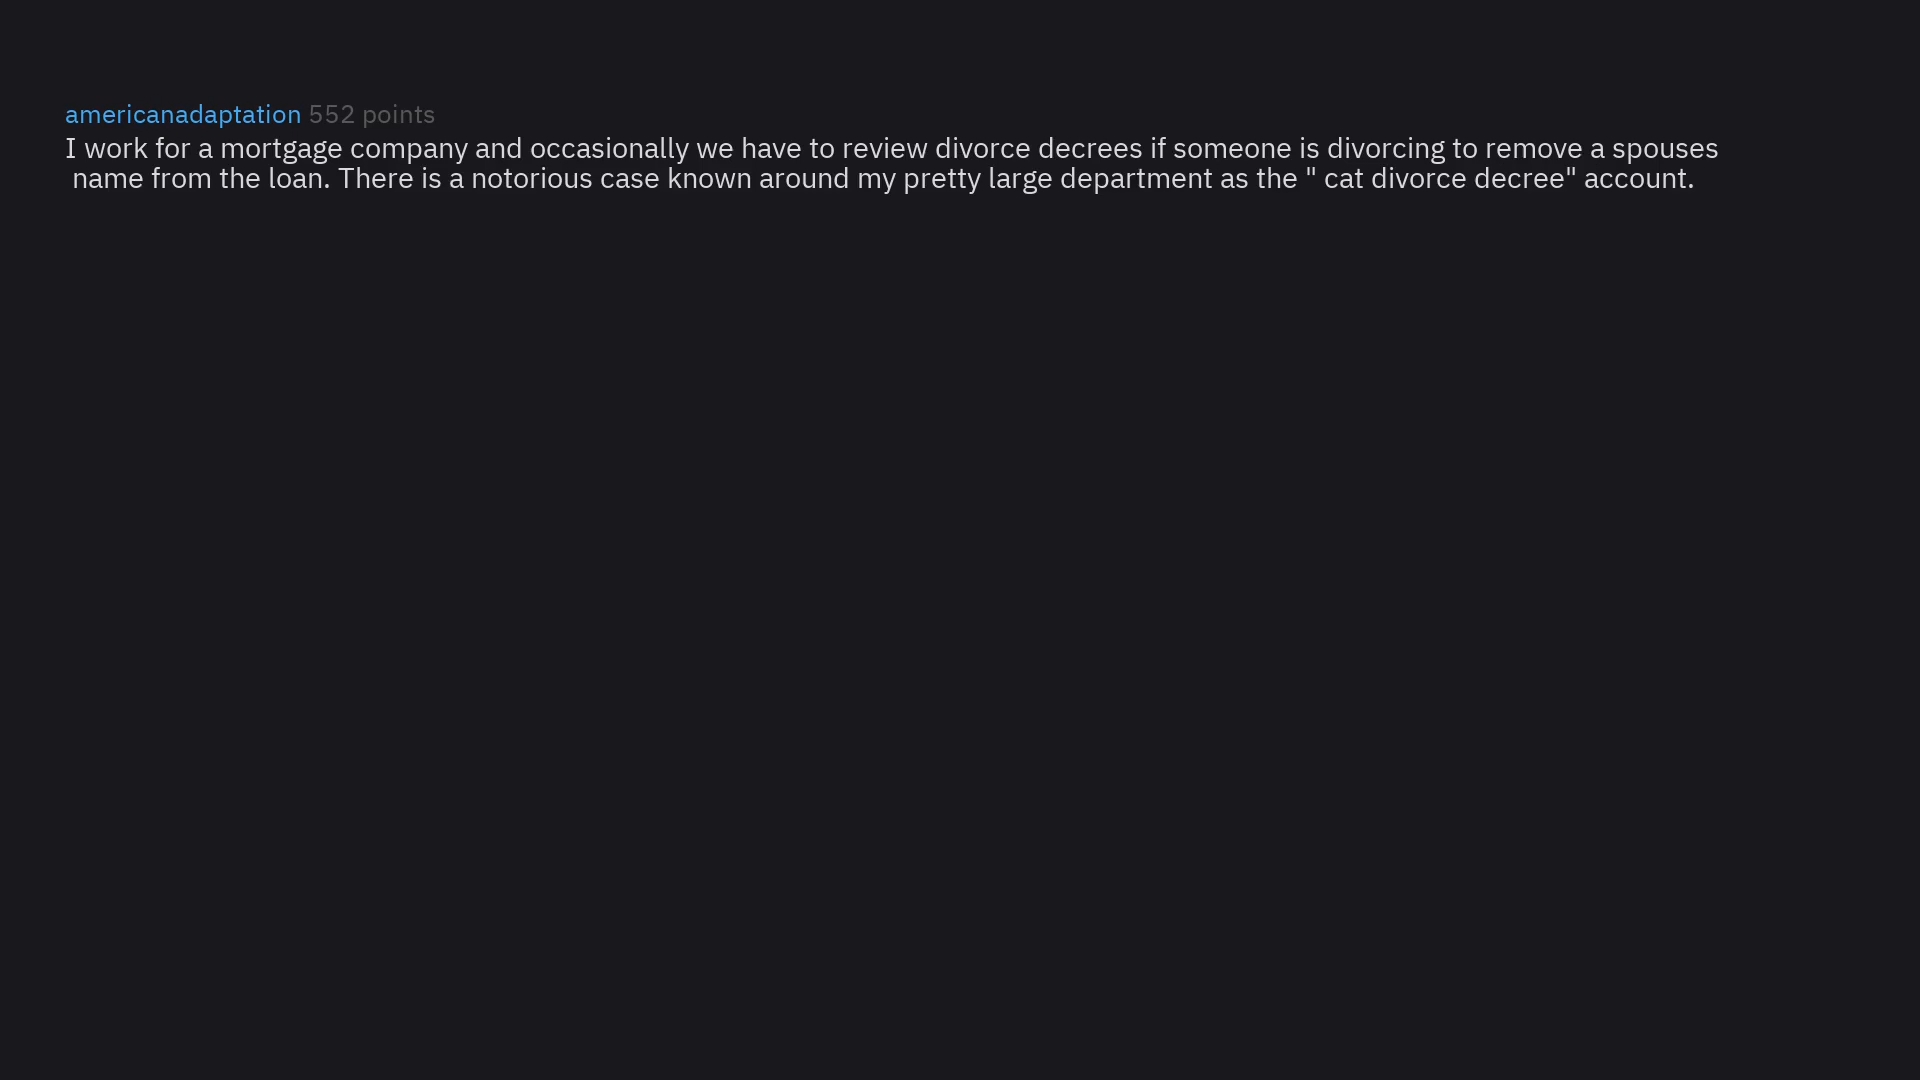 americanadaptation 552 points
I work for a mortgage company and occasionally we have to review divorce decrees if someone is divorcing to remove a spouses
name from the loan. There is a notorious case known around my pretty large department as the " cat divorce decree" account.